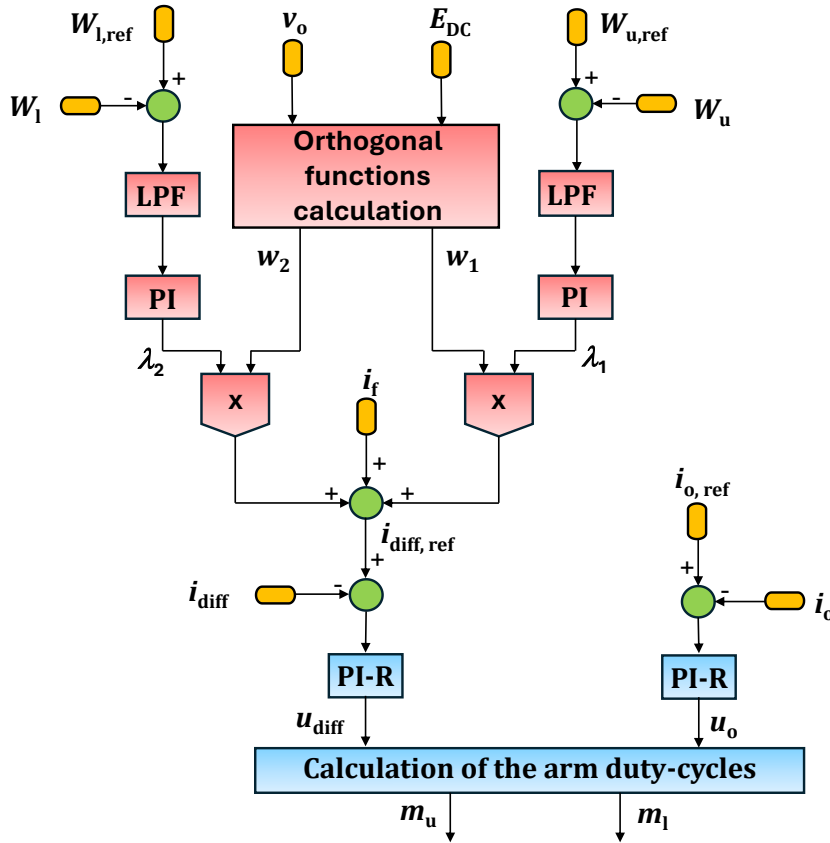 W_l,ref
v_o
E_DC
W_u,ref
+
+
W_l
-
-
W_u
Orthogonal
functions
calculation
LPF
LPF
w_2
w_1
PI
PI
λ_2
λ_1
x
i_f
x
+
+
+
i_o, ref
i_diff, ref
+
+
i_diff
-
-
i_o
PI-R
PI-R
u_diff
u_o
Calculation of the arm duty-cycles
m_u
m_l